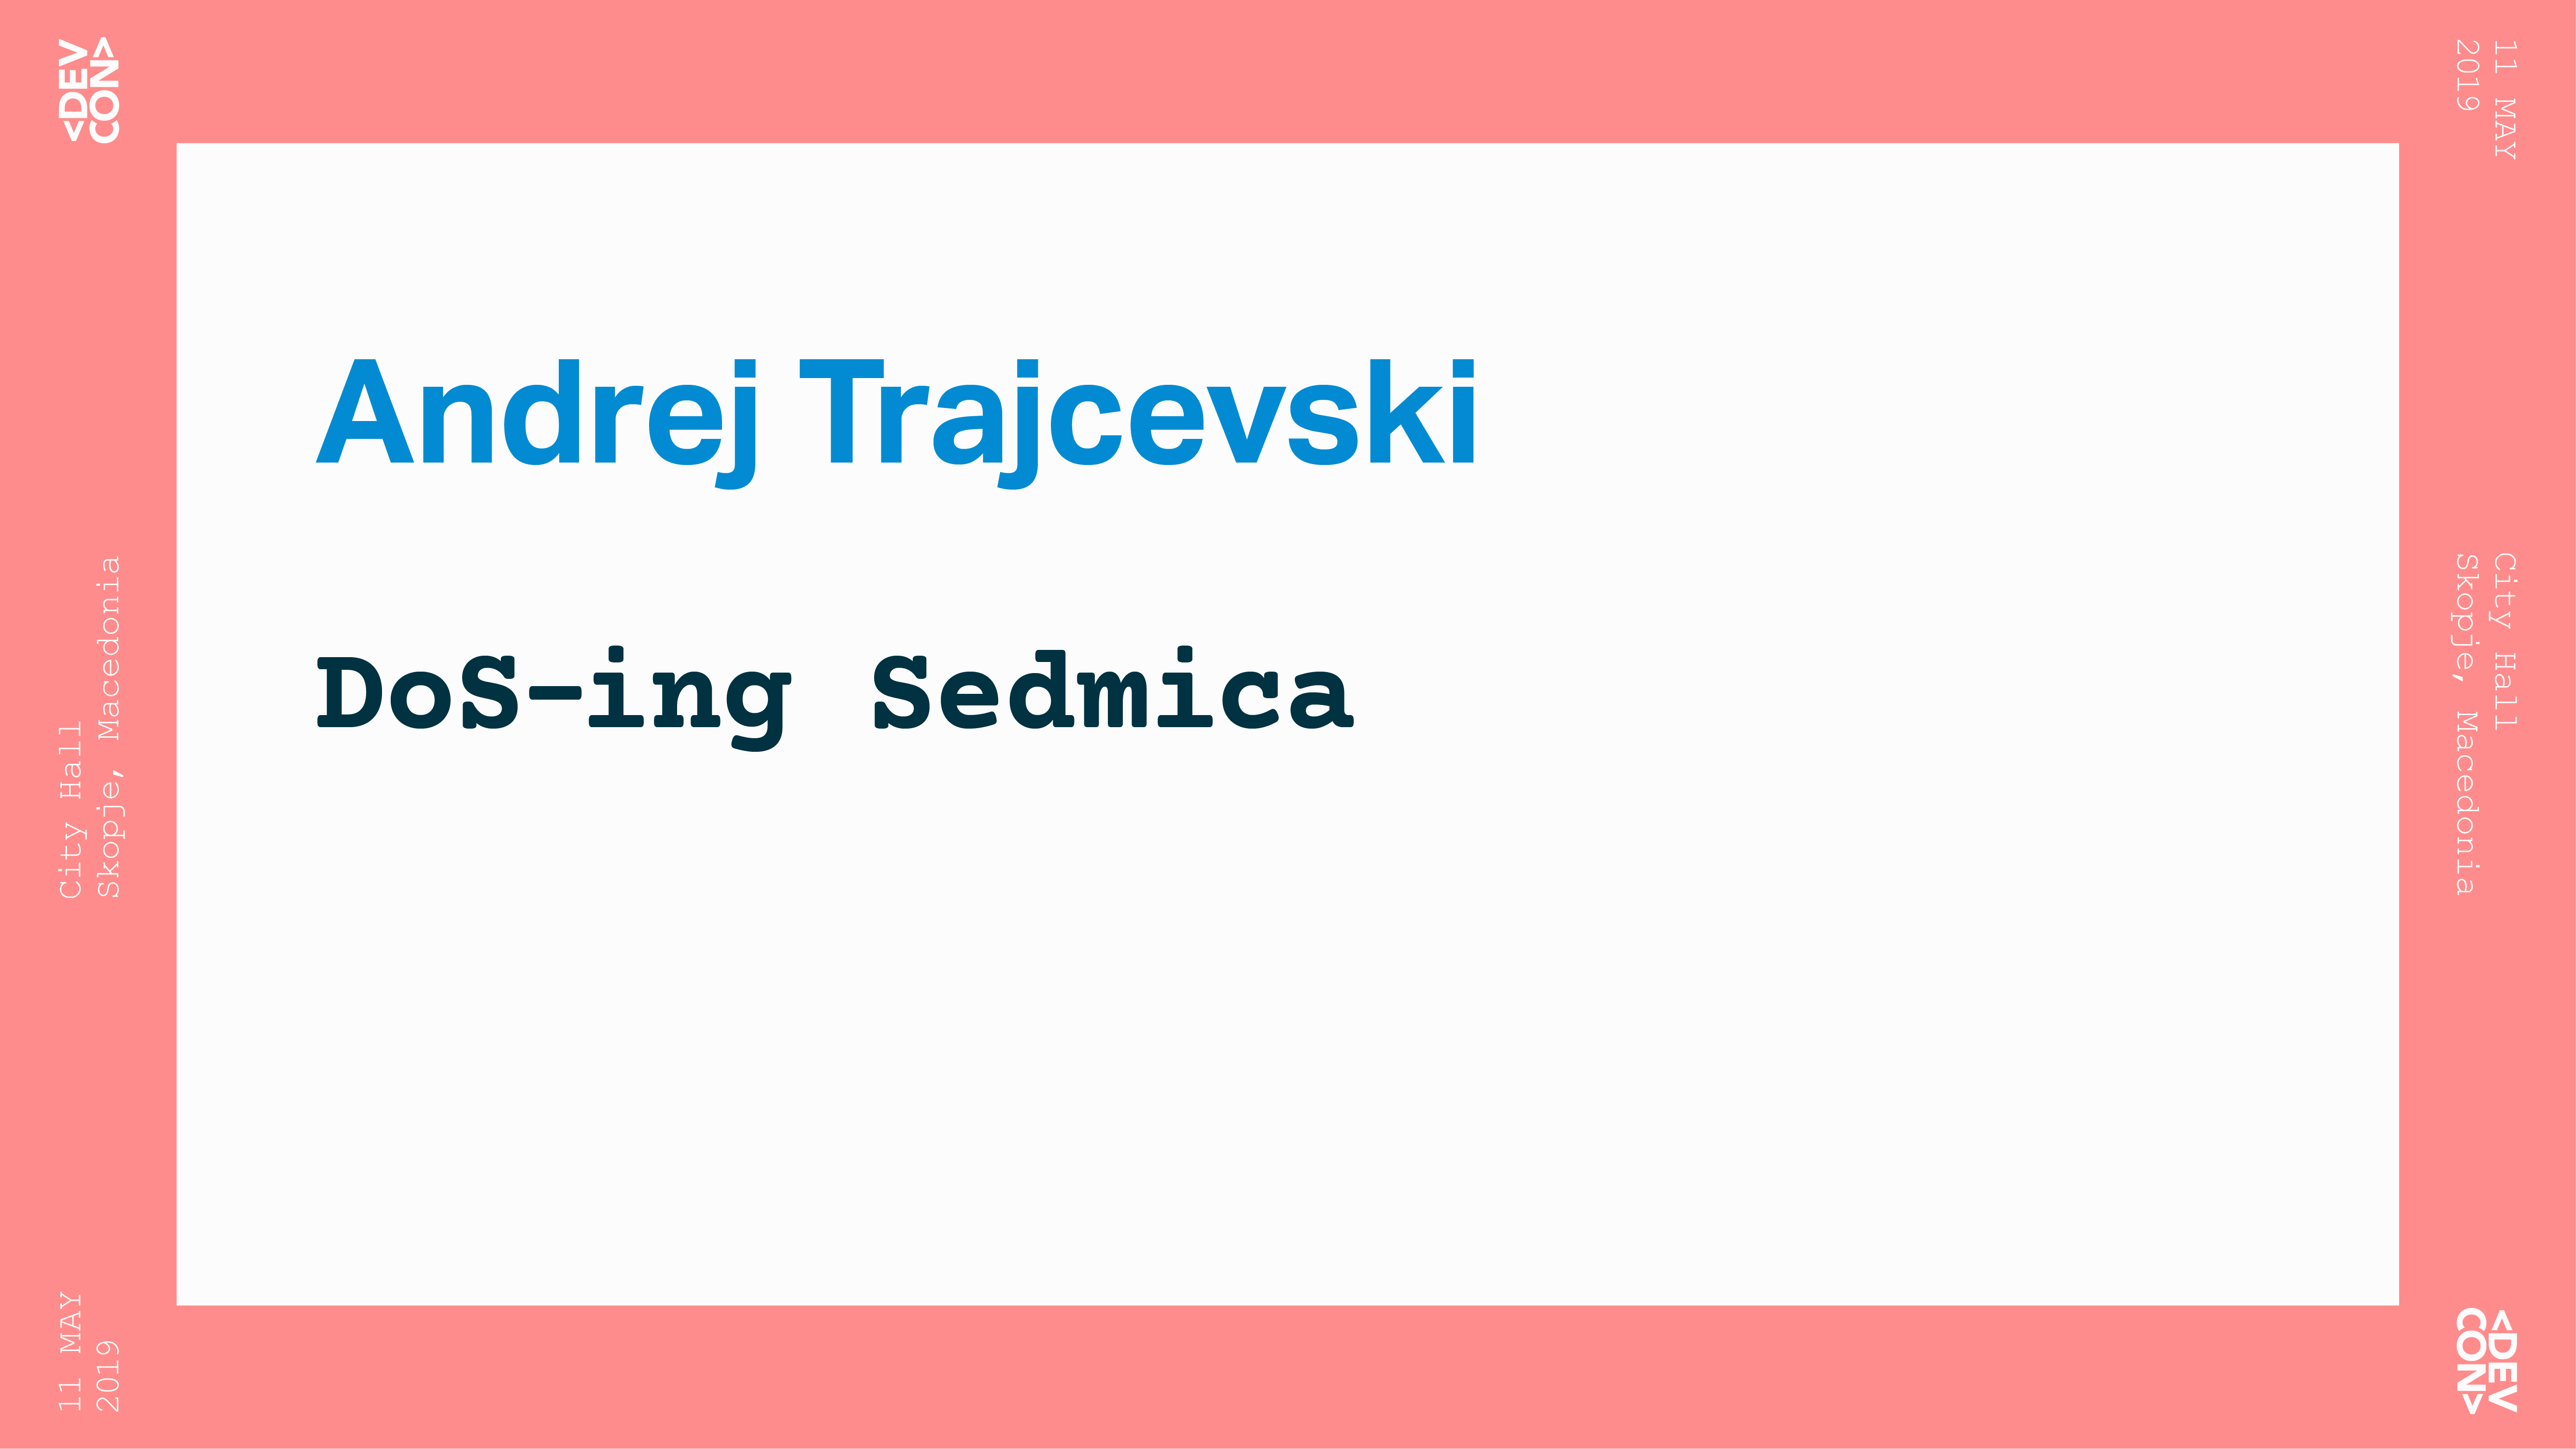 <DEV
CON>
11 MAY
2019
Andrej Trajcevski
DoS-ing Sedmica
City Hall
Skopje, Macedonia
City Hall
Skopje, Macedonia
11 MAY
2019
<DEV
CON>